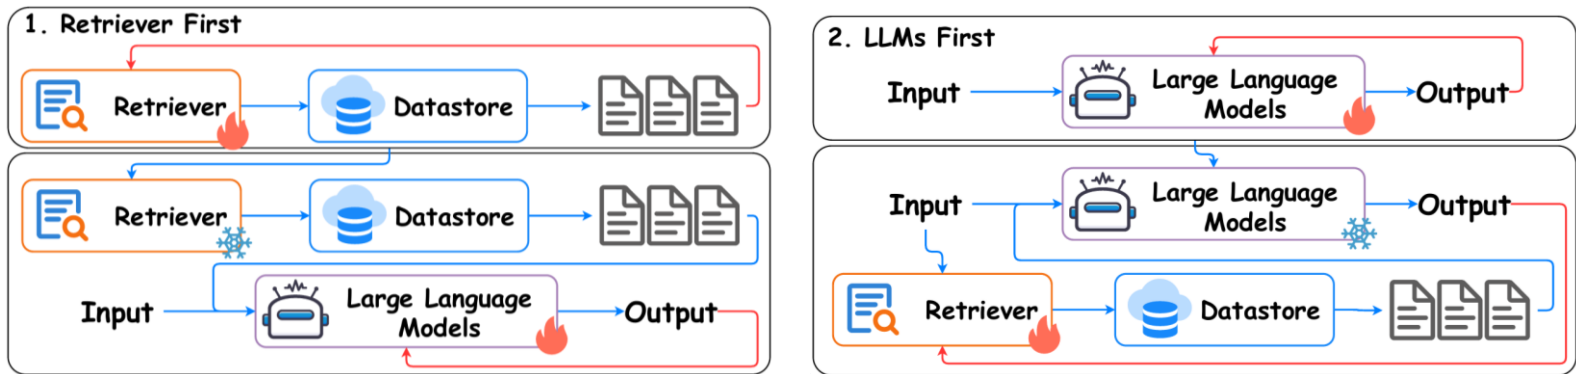 1. Retriever First
Retriever
Datastore
Retriever
Datastore
Input
Large Language
Models
Output
2. LLMs First
Input
Large Language
Models
Output
Input
Large Language
Models
Output
Retriever
Datastore